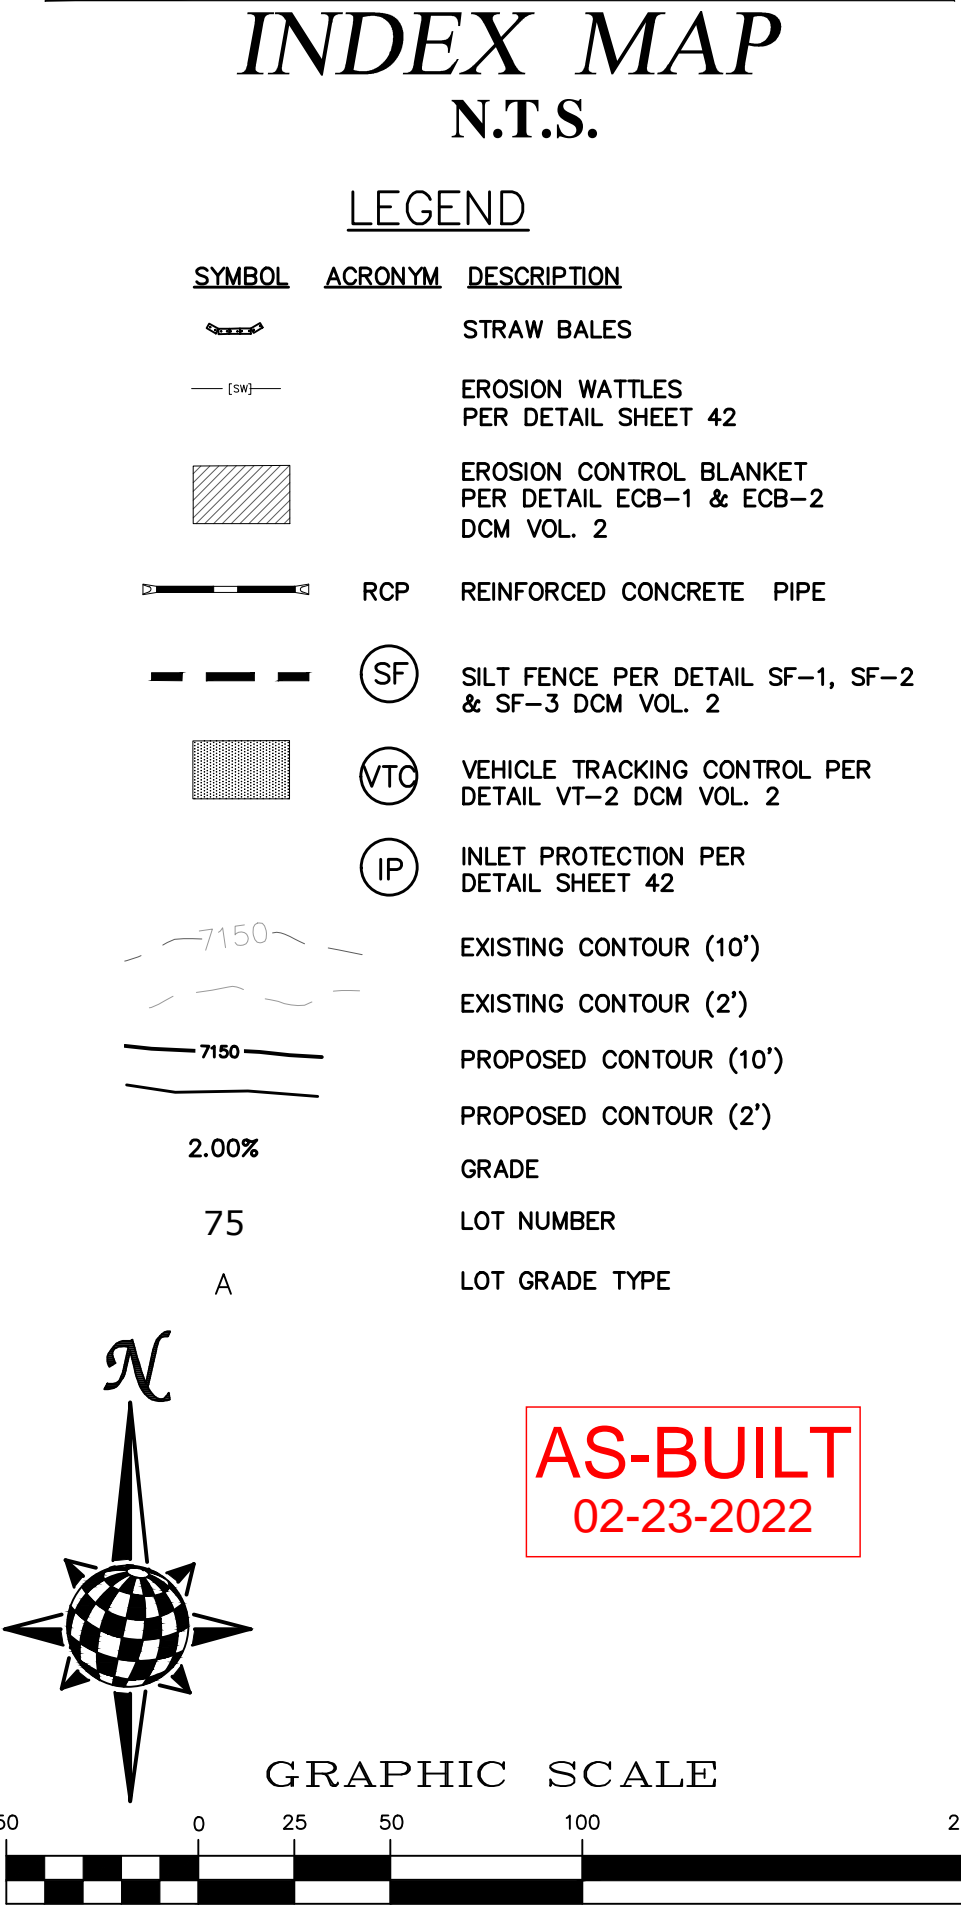 INDEX MAP
N.T.S.
LEGEND
SYMBOL ACRONYM DESCRIPTION
STRAW BALES
[SW] EROSION WATTLES
PER DETAIL SHEET 42
EROSION CONTROL BLANKET
PER DETAIL ECB-1 & ECB-2
DCM VOL. 2
RCP REINFORCED CONCRETE PIPE
SF SILT FENCE PER DETAIL SF-1, SF-2
& SF-3 DCM VOL. 2
VTC VEHICLE TRACKING CONTROL PER
DETAIL VT-2 DCM VOL. 2
IP INLET PROTECTION PER
DETAIL SHEET 42
7150 EXISTING CONTOUR (10')
EXISTING CONTOUR (2')
7150 PROPOSED CONTOUR (10')
PROPOSED CONTOUR (2')
2.00% GRADE
75 LOT NUMBER
A LOT GRADE TYPE
N
AS-BUILT
02-23-2022
GRAPHIC SCALE
0 25 50 100